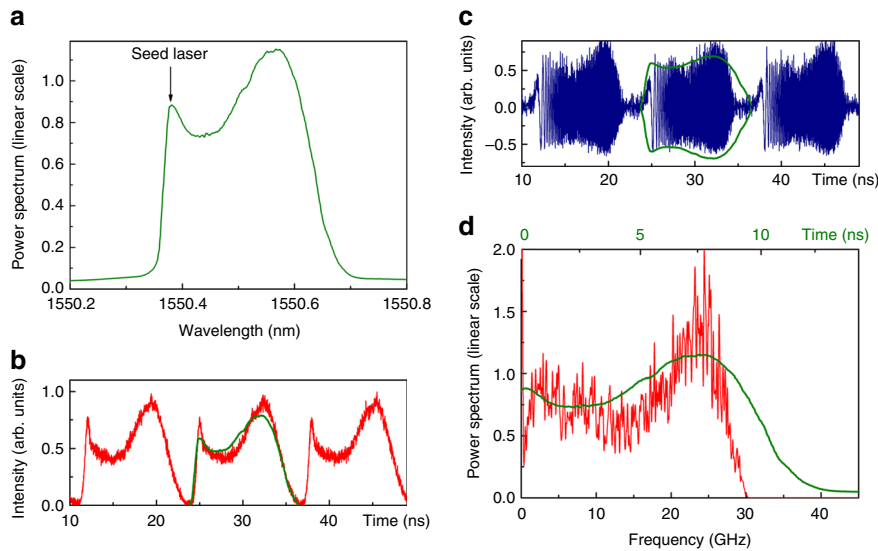 a
Seed laser
Power spectrum (linear scale)
1.0
0.8
0.6
0.4
0.2
0.0
1550.2 1550.4 1550.6 1550.8
Wavelength (nm)
b
Intensity (arb. units)
1.0
0.5
0.0
10 20 30 40 Time (ns)
c
Intensity (arb. units)
0.5
0.0
−0.5
10 20 30 40 Time (ns)
d
0 5 10 Time (ns)
Power spectrum (linear scale)
2.0
1.5
1.0
0.5
0.0
0 10 20 30 40
Frequency (GHz)